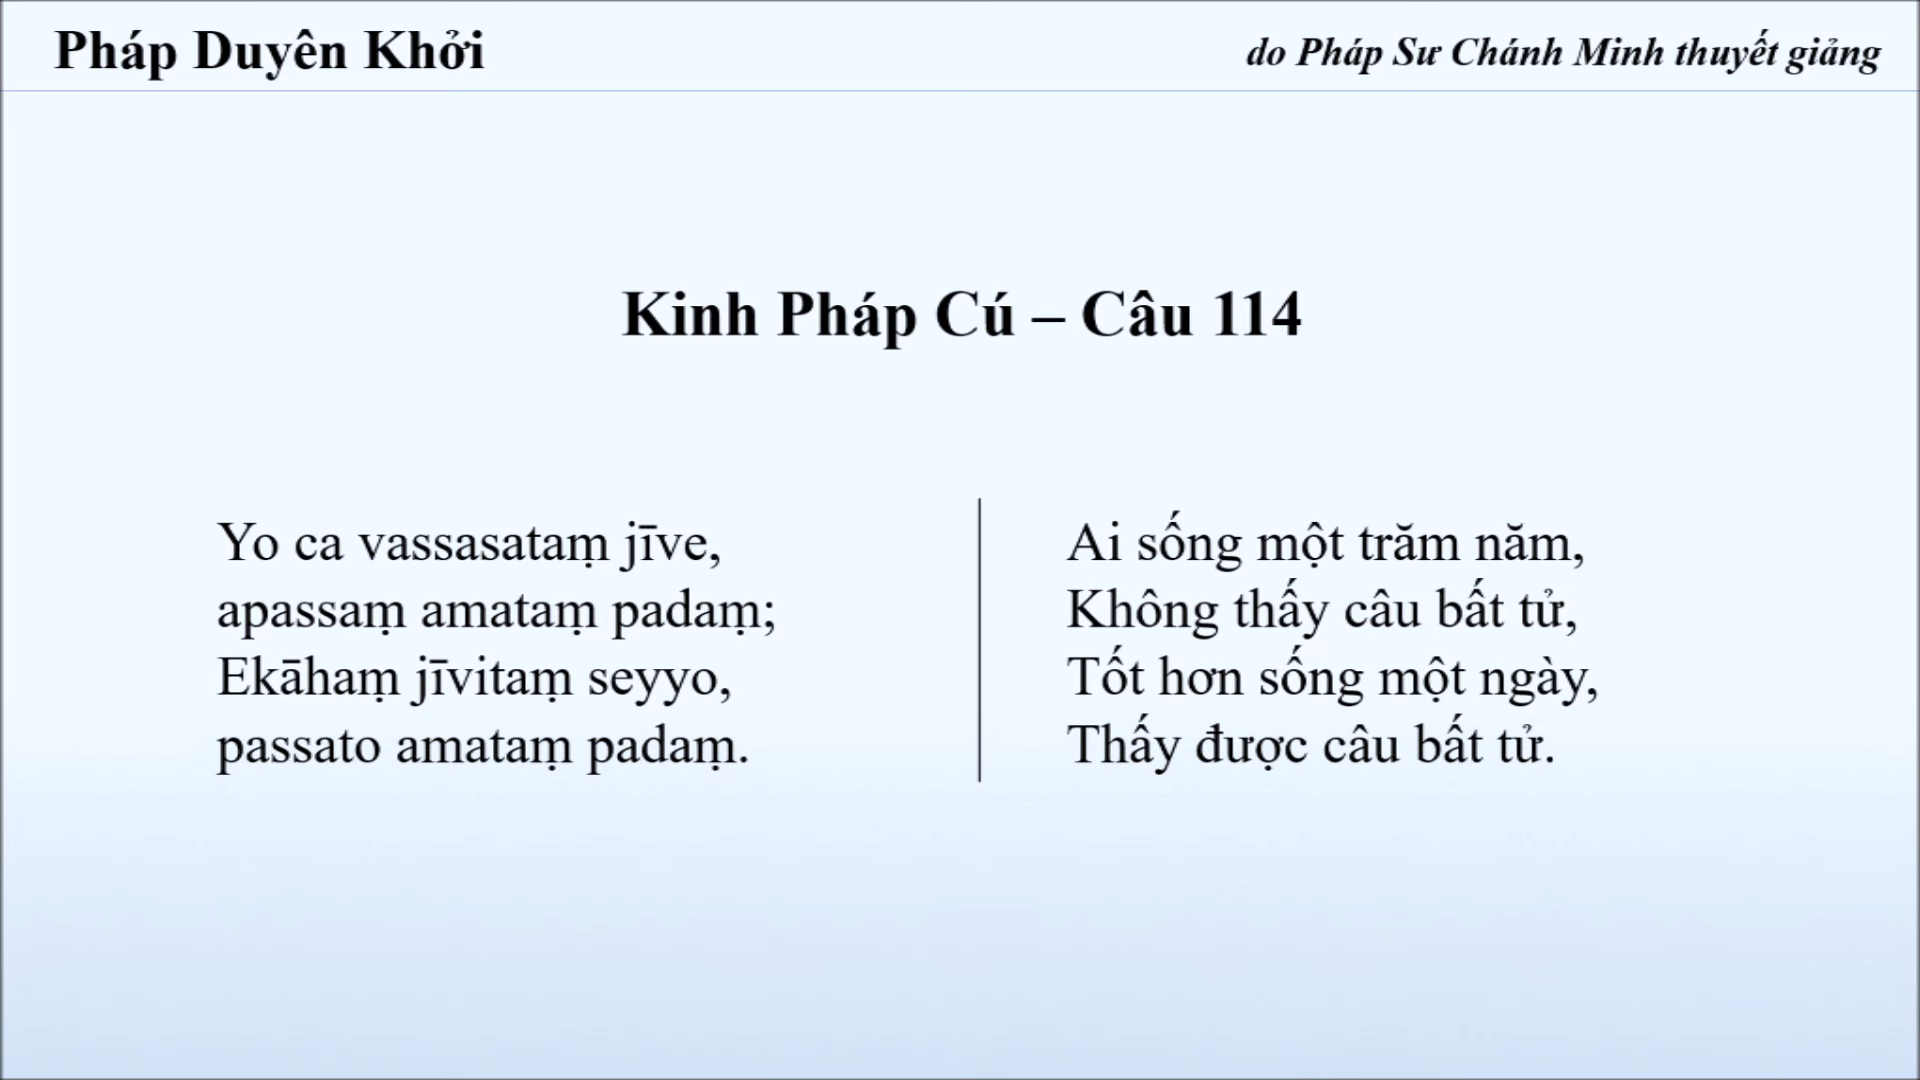 Pháp Duyên Khởi
do Pháp Sư Chánh Minh thuyết giảng
Kinh Pháp Cú – Câu 114
Yo ca vassasataṃ jīve,
apassaṃ amataṃ padaṃ;
Ekāhaṃ jīvitaṃ seyyo,
passato amataṃ padaṃ.
Ai sống một trăm năm,
Không thấy câu bất tử,
Tốt hơn sống một ngày,
Thấy được câu bất tử.